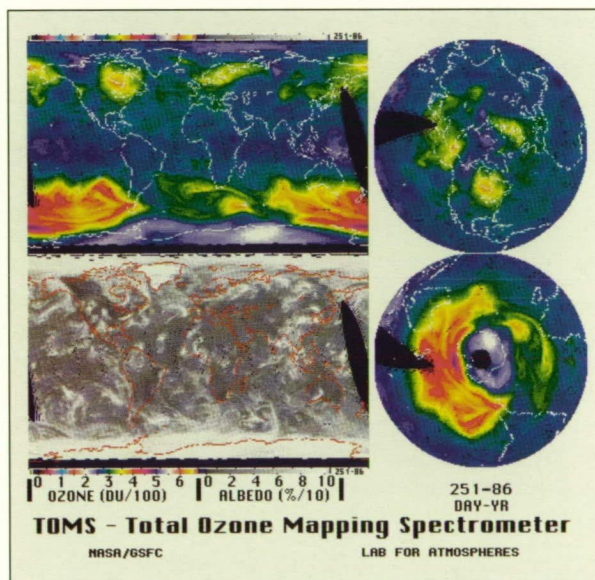 251-86
0 1 2 3 4 5 6 0 2 4 6 8 10 251-86
OZONE (DU/100) ALBEDO (%/10)
251-86
DAY-YR
TOMS - Total Ozone Mapping Spectrometer
NASA/GSFC LAB FOR ATMOSPHERES